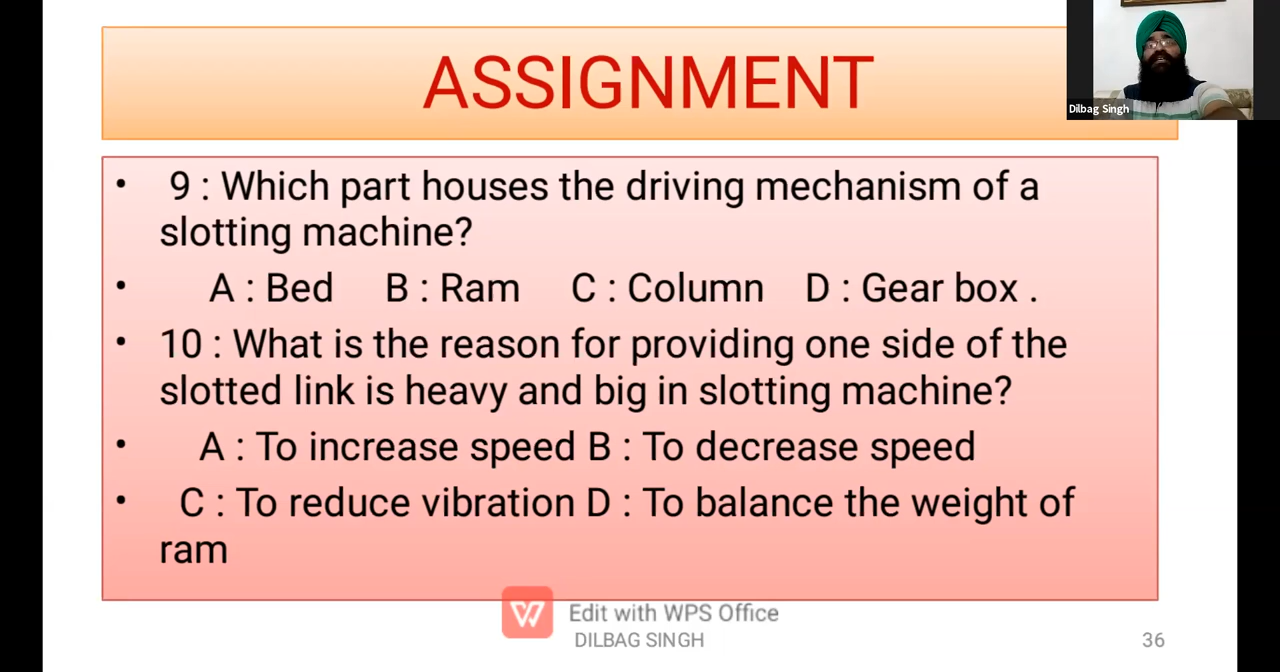 ASSIGNMENT
Dilbag Singh
• 9 : Which part houses the driving mechanism of a
slotting machine?
• A : Bed B : Ram C : Column D : Gear box .
• 10 : What is the reason for providing one side of the
slotted link is heavy and big in slotting machine?
• A : To increase speed B : To decrease speed
• C : To reduce vibration D : To balance the weight of
ram
Edit with WPS Office
DILBAG SINGH
36